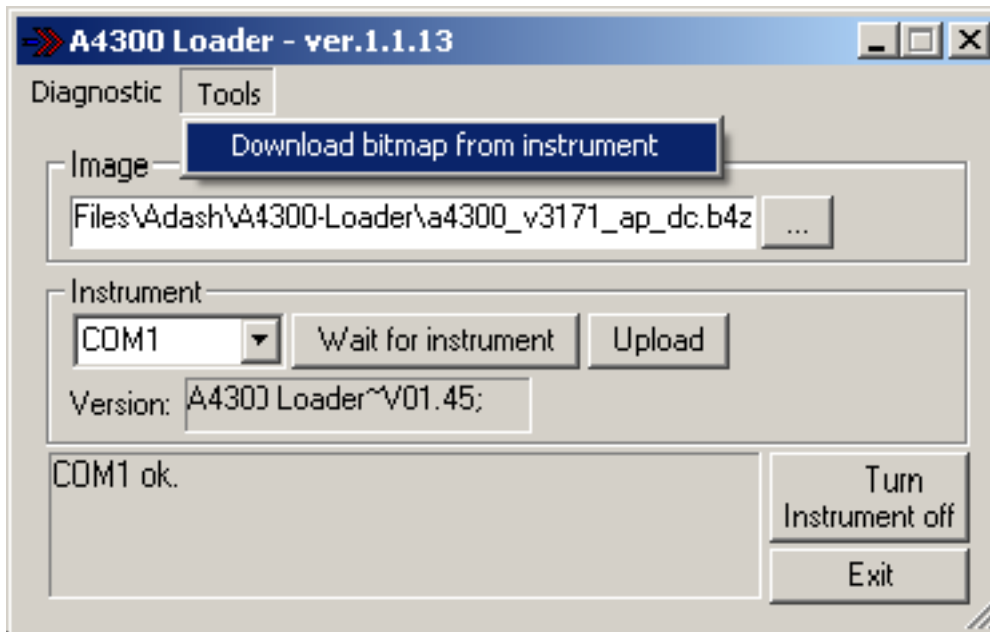 A4300 Loader - ver.1.1.13
Diagnostic Tools
Download bitmap from instrument
Image
Files\Adash\A4300-Loader\a4300_v3171_ap_dc.b4z ...
Instrument
COM1 Wait for instrument Upload
Version: A4300 Loader~V01.45;
COM1 ok.
Turn
Instrument off
Exit